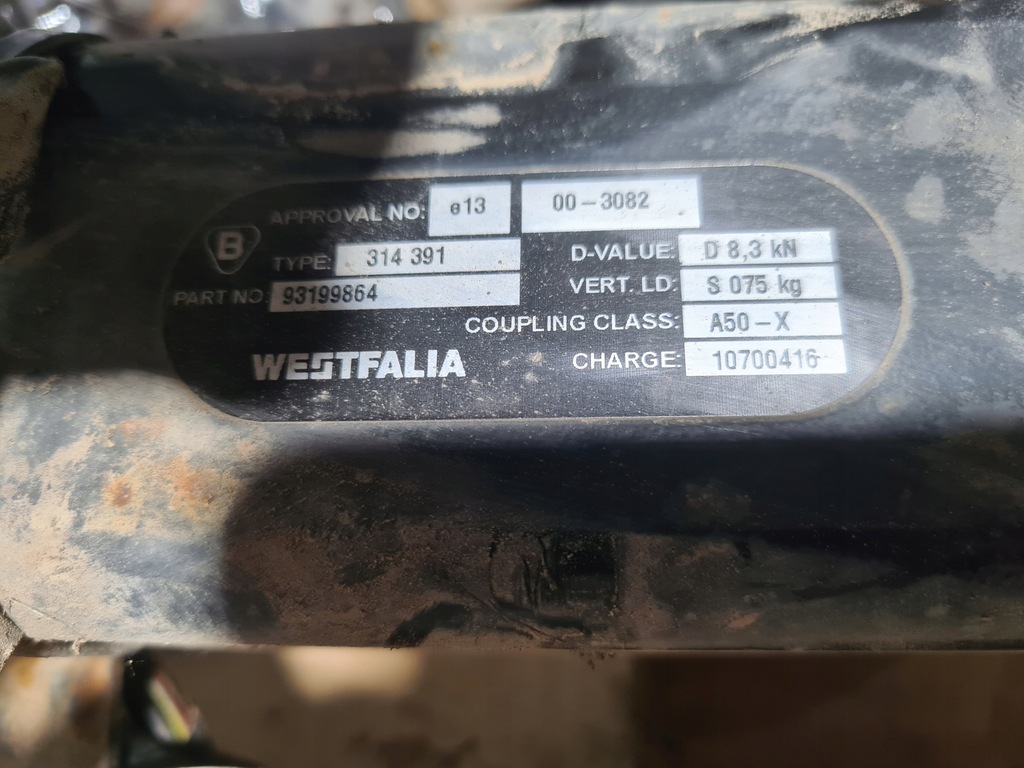 APPROVAL NO: e13 00-3082
B
TYPE: 314 391 D-VALUE: D 8,3 kN
PART NO: 93199864 VERT. LD: S 075 kg
COUPLING CLASS: A50-X
WESTFALIA CHARGE: 10700416